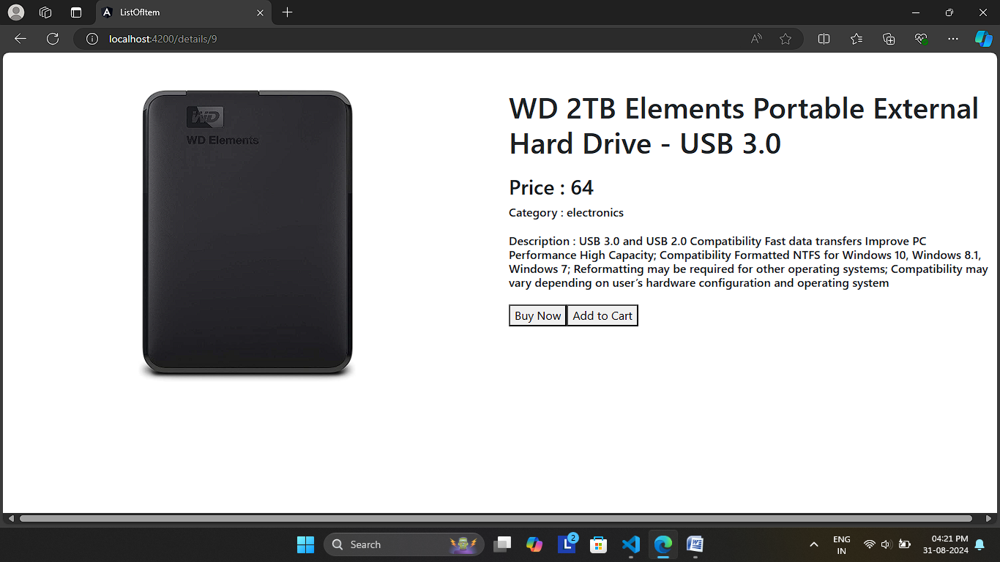 ListOfItem
localhost:4200/details/9
WD
WD Elements
WD 2TB Elements Portable External
Hard Drive - USB 3.0
Price : 64
Category : electronics
Description : USB 3.0 and USB 2.0 Compatibility Fast data transfers Improve PC
Performance High Capacity; Compatibility Formatted NTFS for Windows 10, Windows 8.1,
Windows 7; Reformatting may be required for other operating systems; Compatibility may
vary depending on user’s hardware configuration and operating system
Buy Now Add to Cart
Search
L 2
W
ENG
IN
04:21 PM
31-08-2024